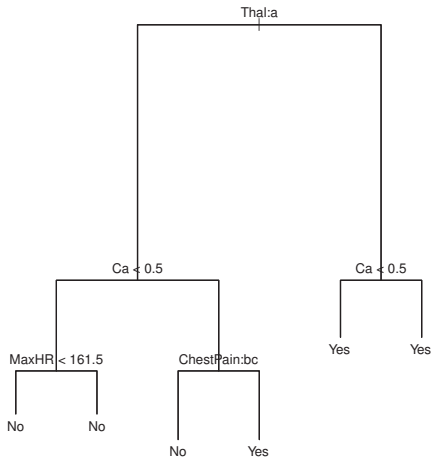 Thal:a
Ca < 0.5
Ca < 0.5
MaxHR < 161.5
ChestPain:bc
Yes
Yes
No
No
No
Yes